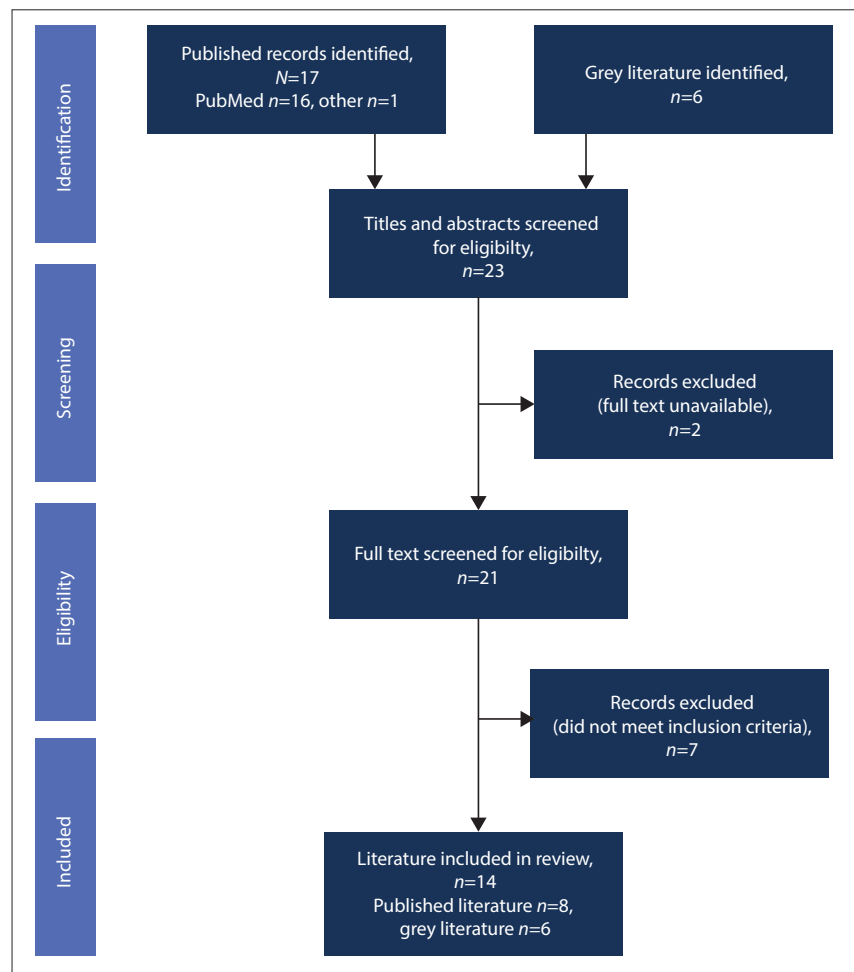 Identification
Published records identified,
N=17
PubMed n=16, other n=1
Grey literature identified,
n=6
Titles and abstracts screened
for eligibilty,
n=23
Screening
Records excluded
(full text unavailable),
n=2
Eligibility
Full text screened for eligibilty,
n=21
Records excluded
(did not meet inclusion criteria),
n=7
Included
Literature included in review,
n=14
Published literature n=8,
grey literature n=6